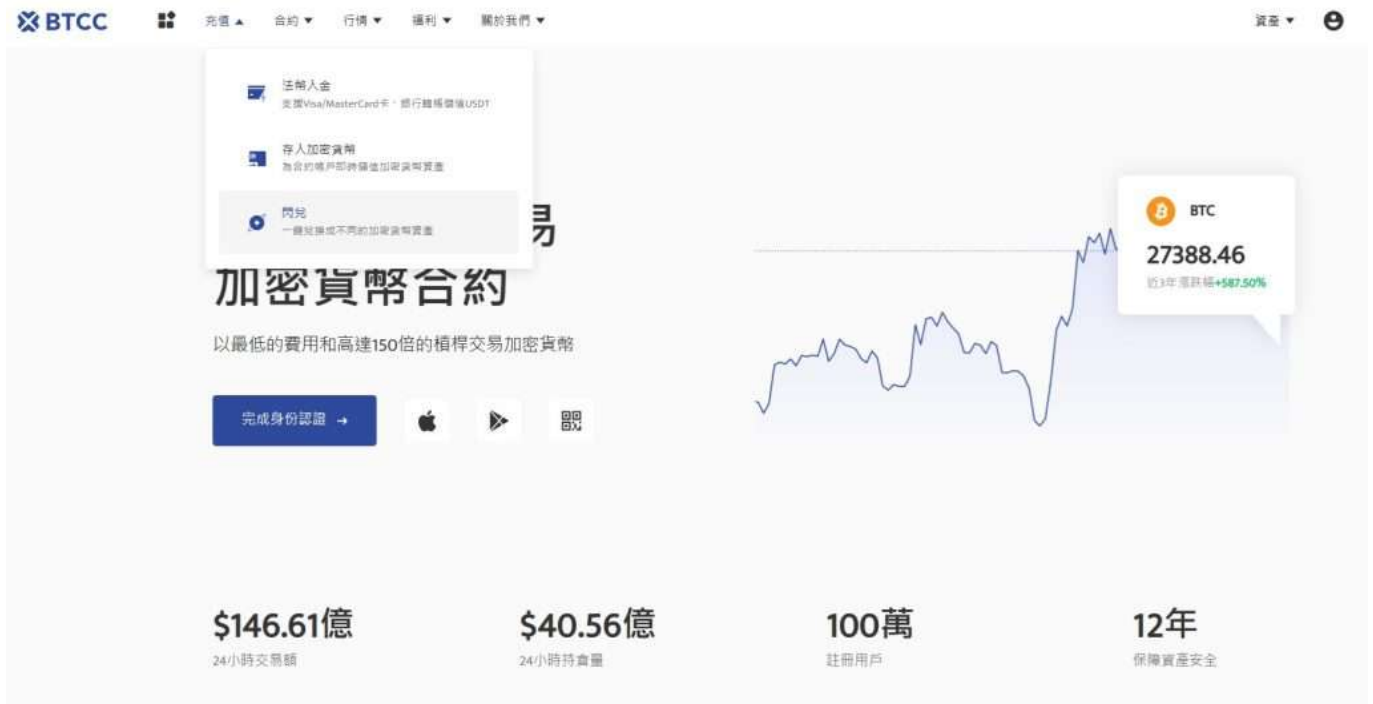 BTCC
充值 ▲ 合約 ▼ 行情 ▼ 福利 ▼ 關於我們 ▼ 資產 ▼
法幣入金
支援Visa/MasterCard卡、銀行轉帳儲值USDT
存入加密貨幣
為合約帳戶即時儲值加密貨幣資產
閃兌
一鍵兌換成不同的加密貨幣資產
易
加密貨幣合約
以最低的費用和高達150倍的槓桿交易加密貨幣
完成身份認證 →
BTC
27388.46
近3年漲跌幅+587.50%
$146.61億
24小時交易額
$40.56億
24小時持倉量
100萬
註冊用戶
12年
保障資產安全